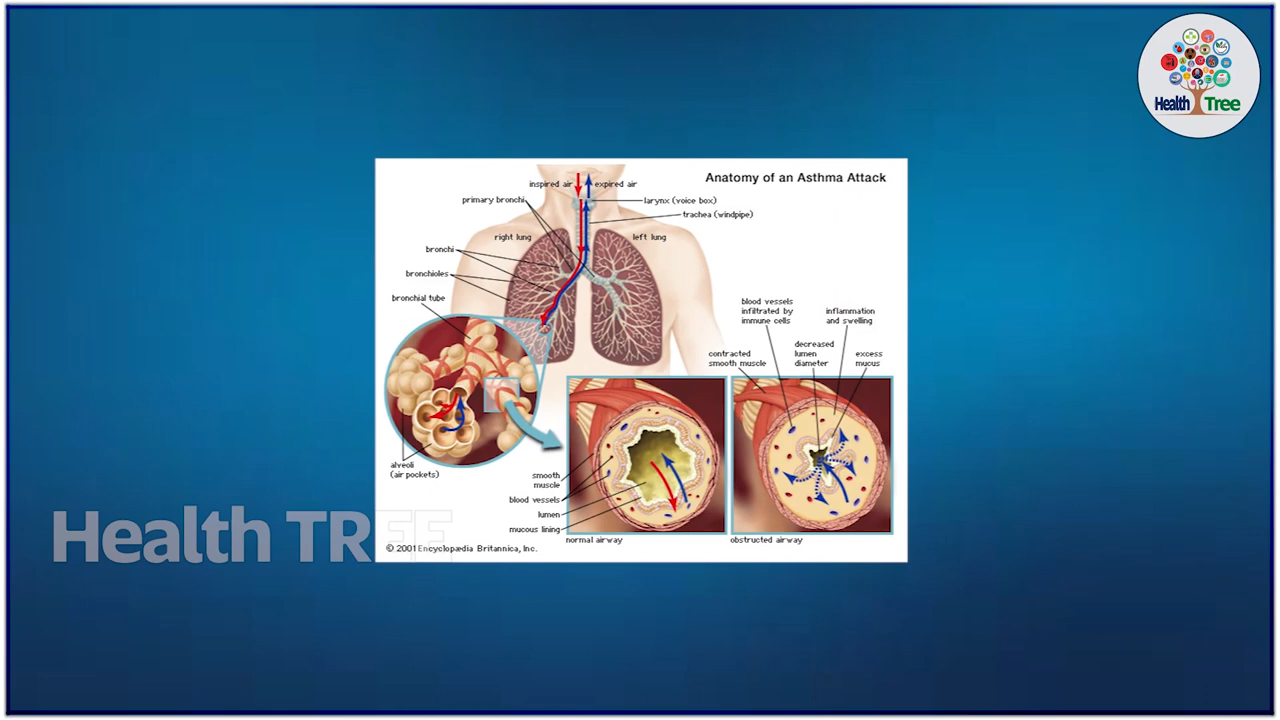 Health Tree
Anatomy of an Asthma Attack
inspired air
expired air
primary bronchi
larynx (voice box)
trachea (windpipe)
right lung
left lung
bronchi
bronchioles
bronchial tube
blood vessels
infiltrated by
immune cells
inflammation
and swelling
contracted
smooth muscle
decreased
lumen
diameter
excess
mucus
alveoli
(air pockets)
smooth
muscle
blood vessels
lumen
mucous lining
normal airway
obstructed airway
© 2001 Encyclopædia Britannica, Inc.
Health TREE